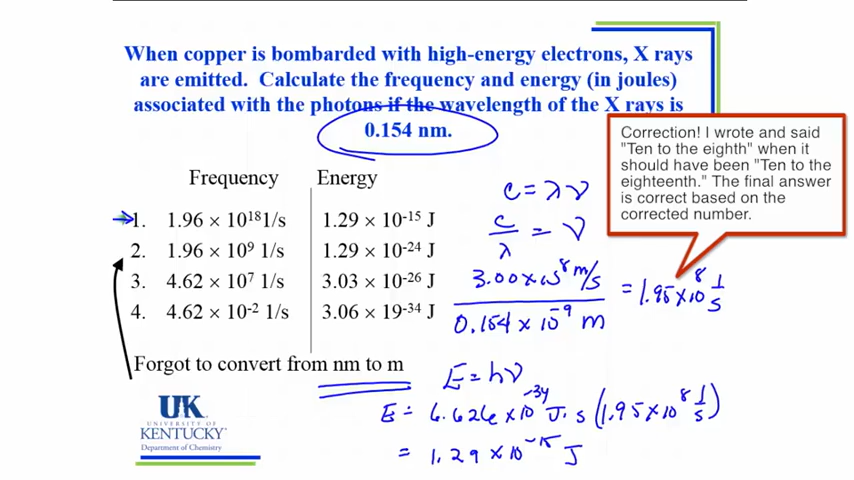 When copper is bombarded with high-energy electrons, X rays
are emitted. Calculate the frequency and energy (in joules)
associated with the photons if the wavelength of the X rays is
0.154 nm.
Correction! I wrote and said
"Ten to the eighth" when it
should have been "Ten to the
eighteenth." The final answer
is correct based on the
corrected number.
Frequency Energy
1. 1.96 × 10¹⁸ 1/s 1.29 × 10⁻¹⁵ J
2. 1.96 × 10⁹ 1/s 1.29 × 10⁻²⁴ J
3. 4.62 × 10⁷ 1/s 3.03 × 10⁻²⁶ J
4. 4.62 × 10⁻² 1/s 3.06 × 19⁻³⁴ J
Forgot to convert from nm to m
c = λν
c/λ = ν
3.00 × 10⁸ m/s
0.154 × 10⁻⁹ m
= 1.95 × 10⁸ 1/s
E = hν
E = 6.626 × 10⁻³⁴ J·s (1.95 × 10⁸ 1/s)
= 1.29 × 10⁻¹⁵ J
UK
UNIVERSITY OF
KENTUCKY
Department of Chemistry